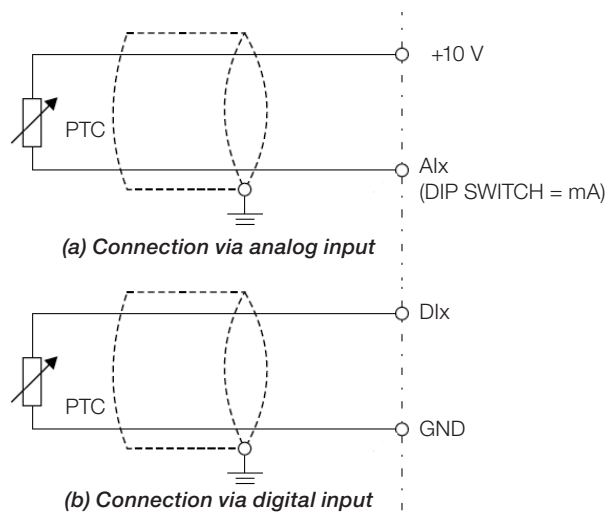 +10 V
PTC
AIx
(DIP SWITCH = mA)
(a) Connection via analog input
DIx
PTC
GND
(b) Connection via digital input